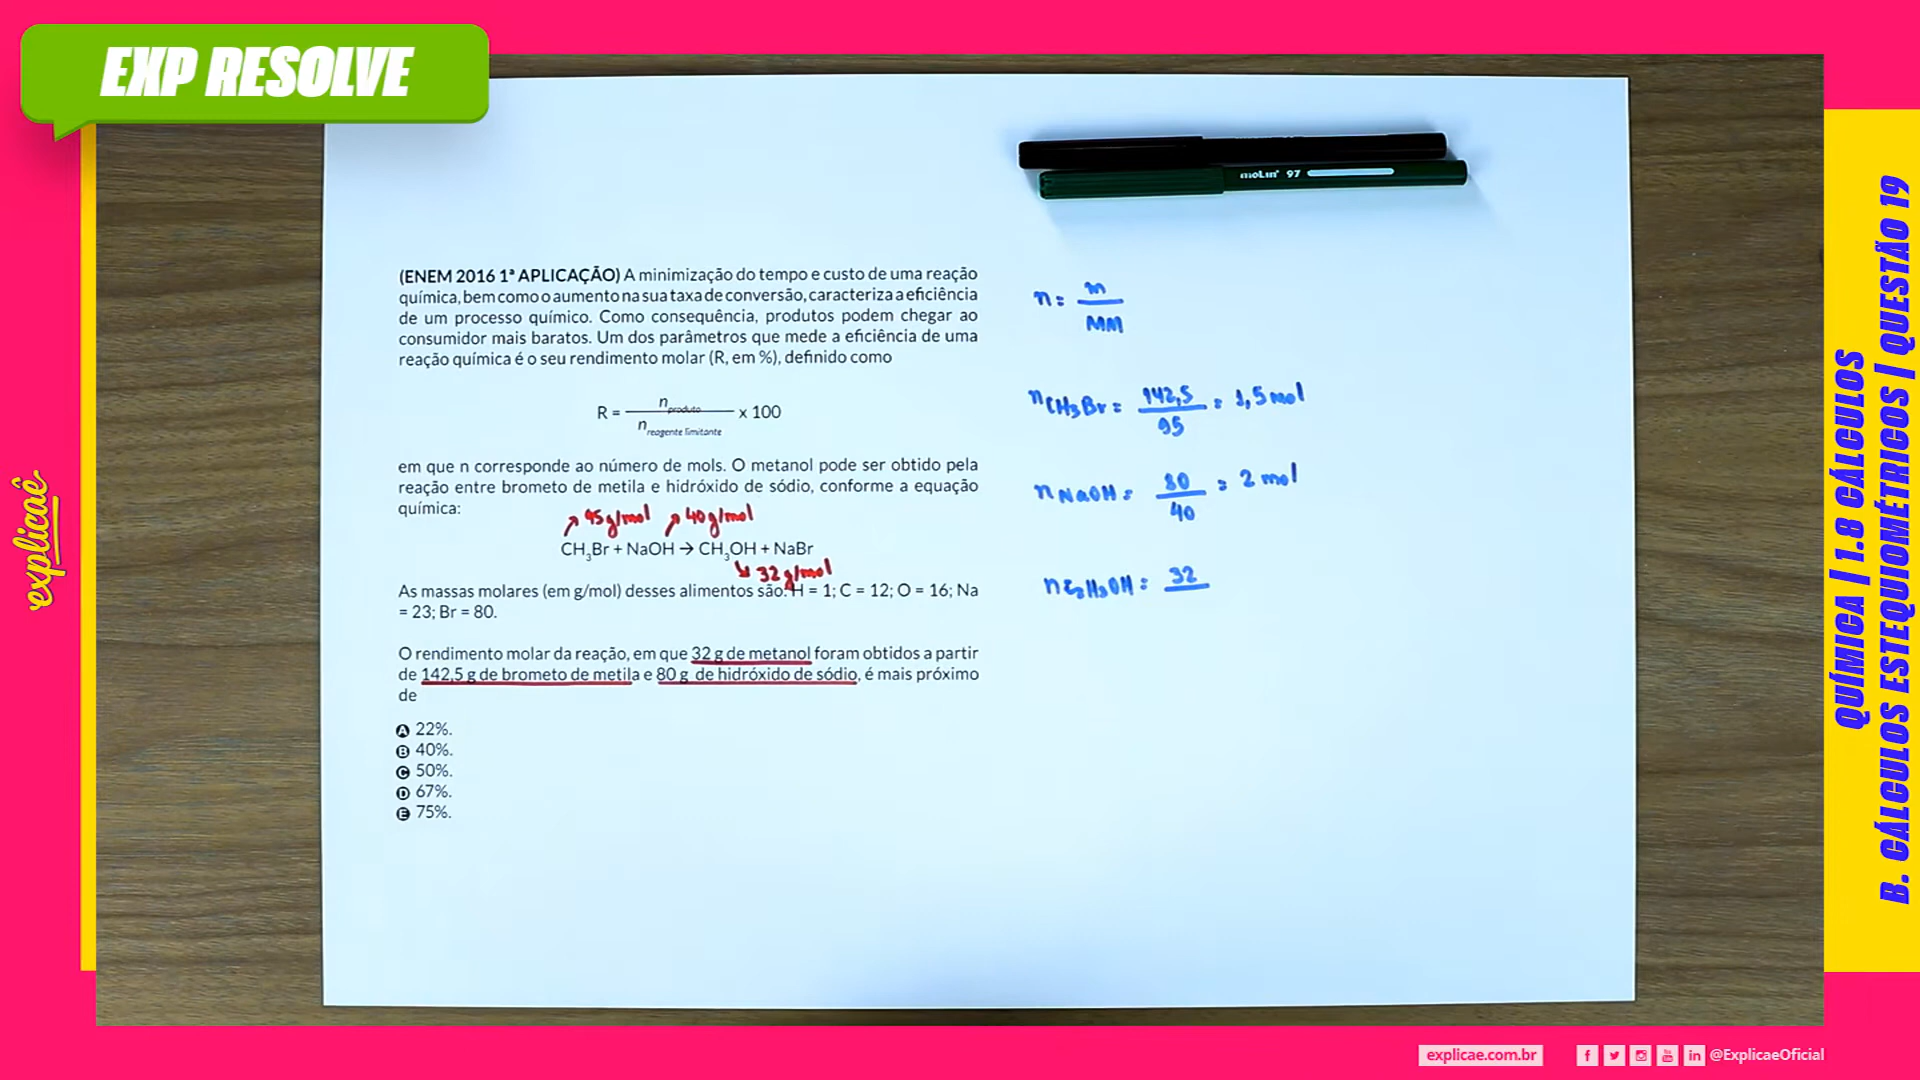 EXP RESOLVE
moLin® 97
(ENEM 2016 1ª APLICAÇÃO) A minimização do tempo e custo de uma reação
química, bem como o aumento na sua taxa de conversão, caracteriza a eficiência
de um processo químico. Como consequência, produtos podem chegar ao
consumidor mais baratos. Um dos parâmetros que mede a eficiência de uma
reação química é o seu rendimento molar (R, em %), definido como
R = n produto / n reagente limitante x 100
em que n corresponde ao número de mols. O metanol pode ser obtido pela
reação entre brometo de metila e hidróxido de sódio, conforme a equação
química:
95g/mol 40g/mol
CH₃Br + NaOH → CH₃OH + NaBr
32g/mol
As massas molares (em g/mol) desses alimentos são: H = 1; C = 12; O = 16; Na
= 23; Br = 80.
O rendimento molar da reação, em que 32 g de metanol foram obtidos a partir
de 142,5 g de brometo de metila e 80 g de hidróxido de sódio, é mais próximo
de
A 22%.
B 40%.
C 50%.
D 67%.
E 75%.
n = m / MM
nCH₃Br = 142,5 / 95 = 1,5 mol
nNaOH = 80 / 40 = 2 mol
32
explicaê
QUÍMICA | 1.8 CÁLCULOS
B. CÁLCULOS ESTEQUIOMÉTRICOS | QUESTÃO 19
explicae.com.br
@ExplicaeOficial